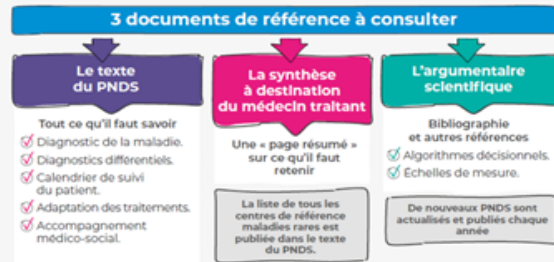 3 documents de référence à consulter
Le texte
du PNDS
Tout ce qu'il faut savoir
Diagnostic de la maladie.
Diagnostics différentiels.
Calendrier de suivi
du patient.
Adaptation des traitements.
Accompagnement
médico-social.
La synthèse
à destination
du médecin traitant
Une « page résumé »
sur ce qu'il faut
retenir
La liste de tous les
centres de référence
maladies rares est
publiée dans le texte
du PNDS.
L'argumentaire
scientifique
Bibliographie
et autres références
Algorithmes décisionnels.
Échelles de mesure.
De nouveaux PNDS sont
actualisés et publiés chaque
année